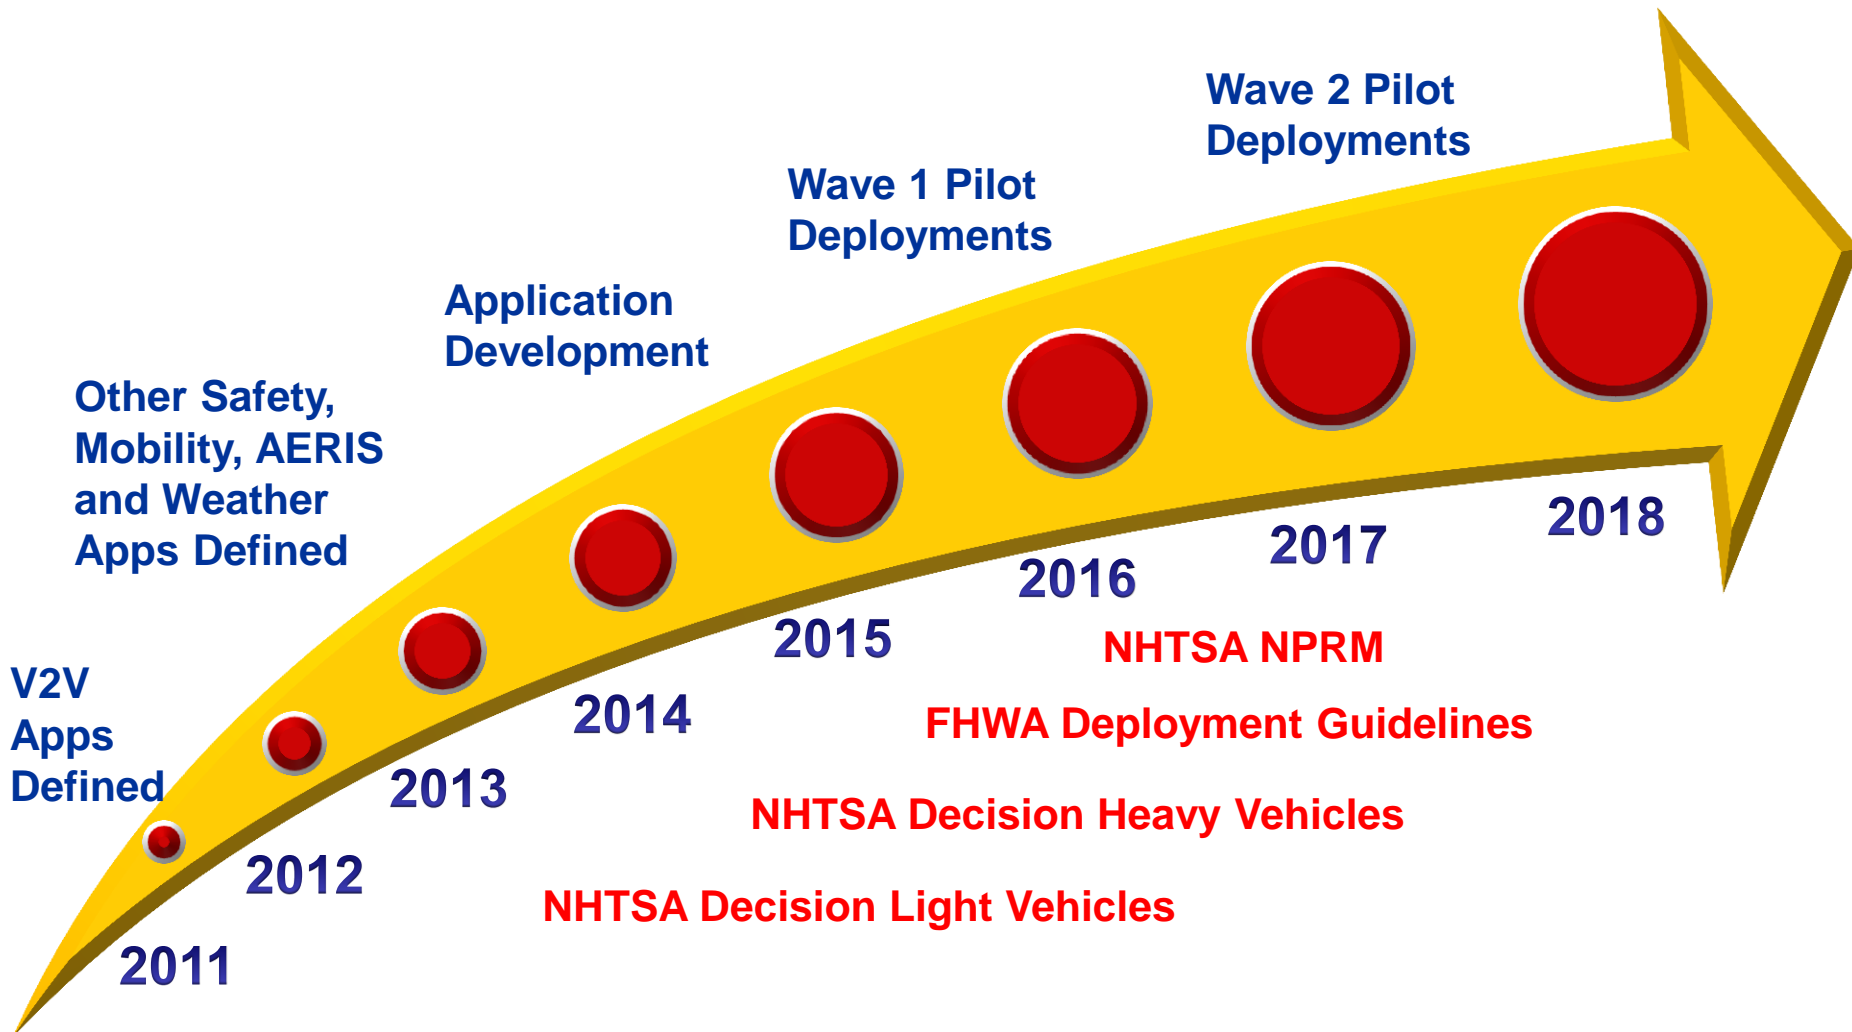 Wave 2 Pilot
Deployments
Wave 1 Pilot
Deployments
Application
Development
Other Safety,
Mobility, AERIS
and Weather
Apps Defined
V2V
Apps
Defined
2011
2012
2013
2014
2015
2016
2017
2018
NHTSA NPRM
FHWA Deployment Guidelines
NHTSA Decision Heavy Vehicles
NHTSA Decision Light Vehicles